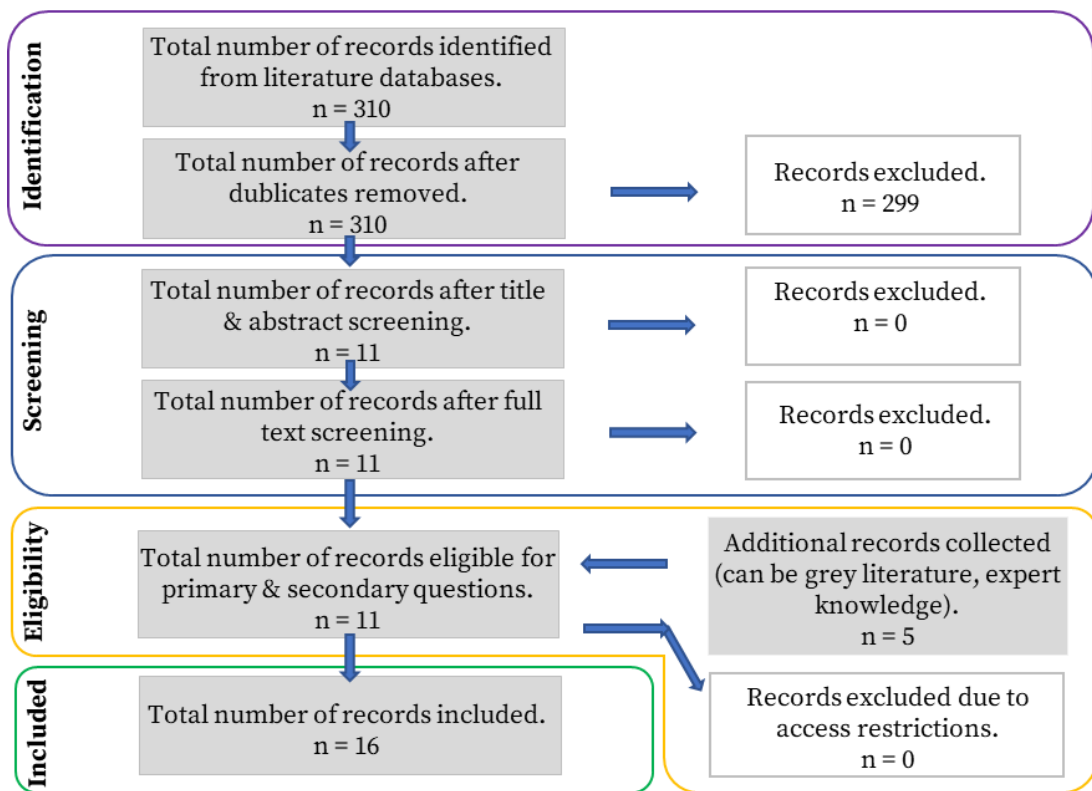 Identification
Total number of records identified
from literature databases.
n = 310
Total number of records after
dublicates removed.
n = 310
Records excluded.
n = 299
Screening
Total number of records after title
& abstract screening.
n = 11
Records excluded.
n = 0
Total number of records after full
text screening.
n = 11
Records excluded.
n = 0
Eligibility
Total number of records eligible for
primary & secondary questions.
n = 11
Additional records collected
(can be grey literature, expert
knowledge).
n = 5
Records excluded due to
access restrictions.
n = 0
Included
Total number of records included.
n = 16